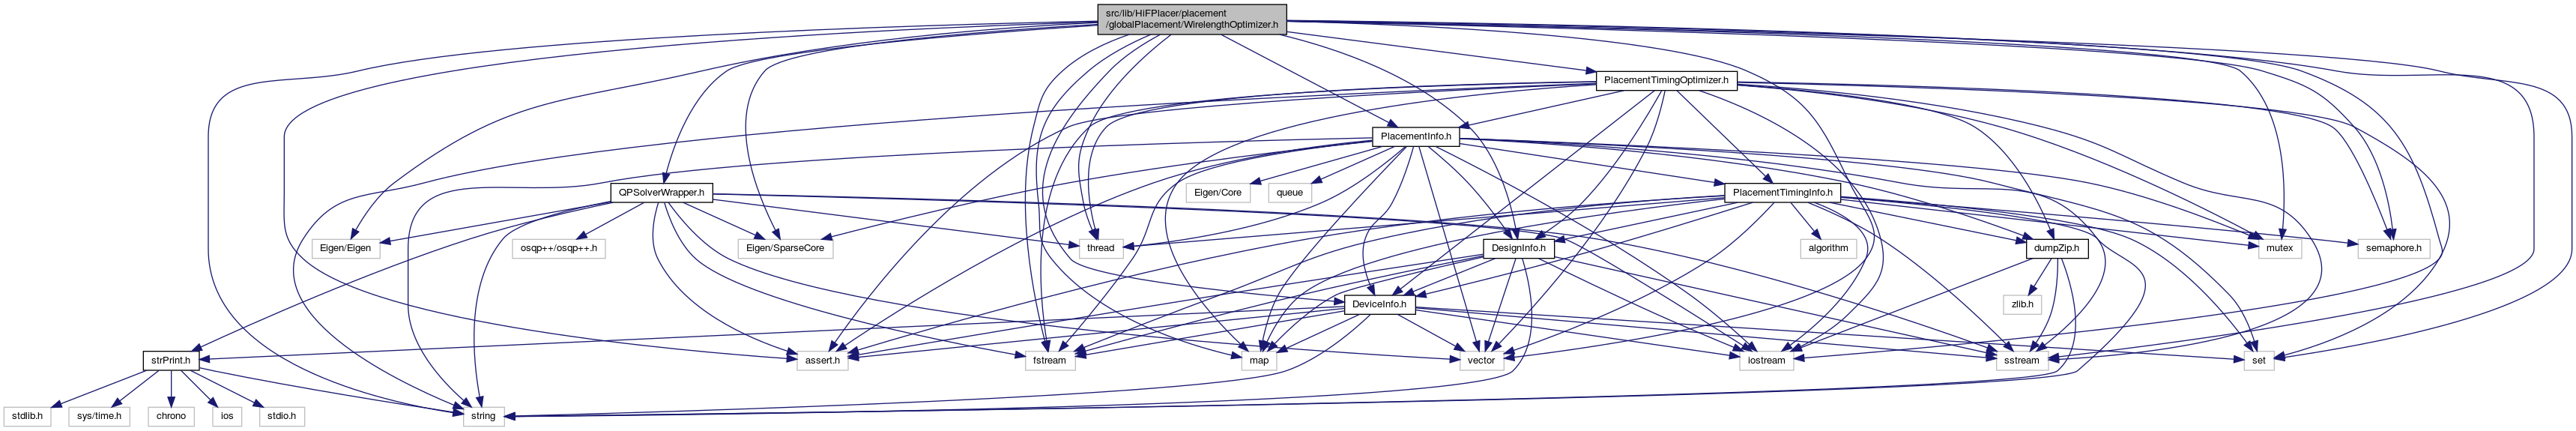 src/lib/HiFPlacer/placement
/globalPlacement/WirelengthOptimizer.h
PlacementTimingOptimizer.h
PlacementInfo.h
QPSolverWrapper.h
Eigen/Core
queue
PlacementTimingInfo.h
Eigen/Eigen
osqp++/osqp++.h
Eigen/SparseCore
thread
DesignInfo.h
algorithm
dumpZip.h
mutex
semaphore.h
DeviceInfo.h
zlib.h
strPrint.h
assert.h
fstream
map
vector
iostream
sstream
set
stdlib.h
sys/time.h
chrono
ios
stdio.h
string